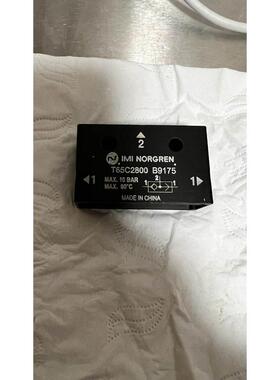 2
IMI NORGREN
T65C2800 B9175
1 MAX. 10 BAR 1
MAX. 80°C
2
1 1
MADE IN CHINA